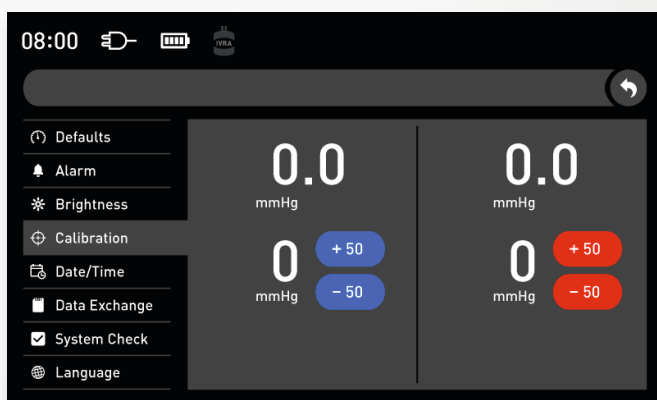 08:00 IVRA
Defaults
Alarm
Brightness
Calibration
Date/Time
Data Exchange
System Check
Language
0.0
mmHg
0
mmHg
+ 50
− 50
0.0
mmHg
0
mmHg
+ 50
− 50